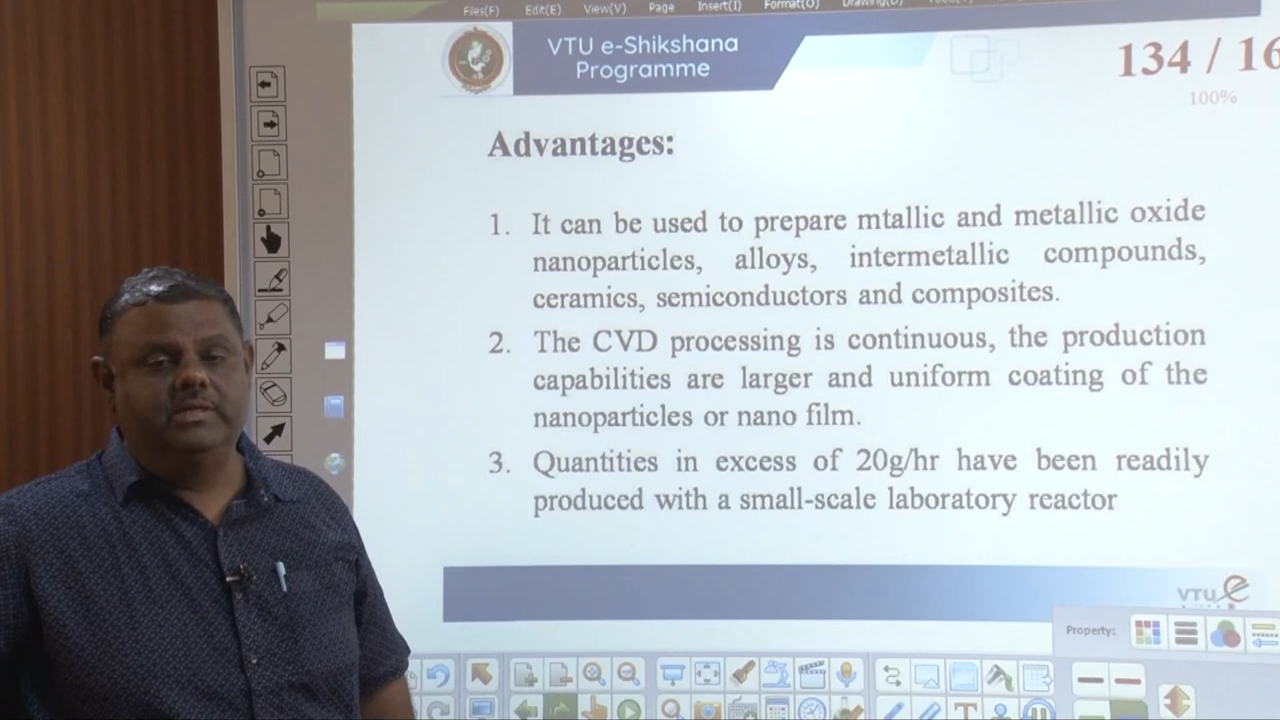 Files(F) Edit(E) View(V) Page Insert(I) Format(O) Drawing(D)
VTU e-Shikshana
Programme
134 / 16
100%
Advantages:
1. It can be used to prepare mtallic and metallic oxide
nanoparticles, alloys, intermetallic compounds,
ceramics, semiconductors and composites.
2. The CVD processing is continuous, the production
capabilities are larger and uniform coating of the
nanoparticles or nano film.
3. Quantities in excess of 20g/hr have been readily
produced with a small-scale laboratory reactor
VTU e
Property: